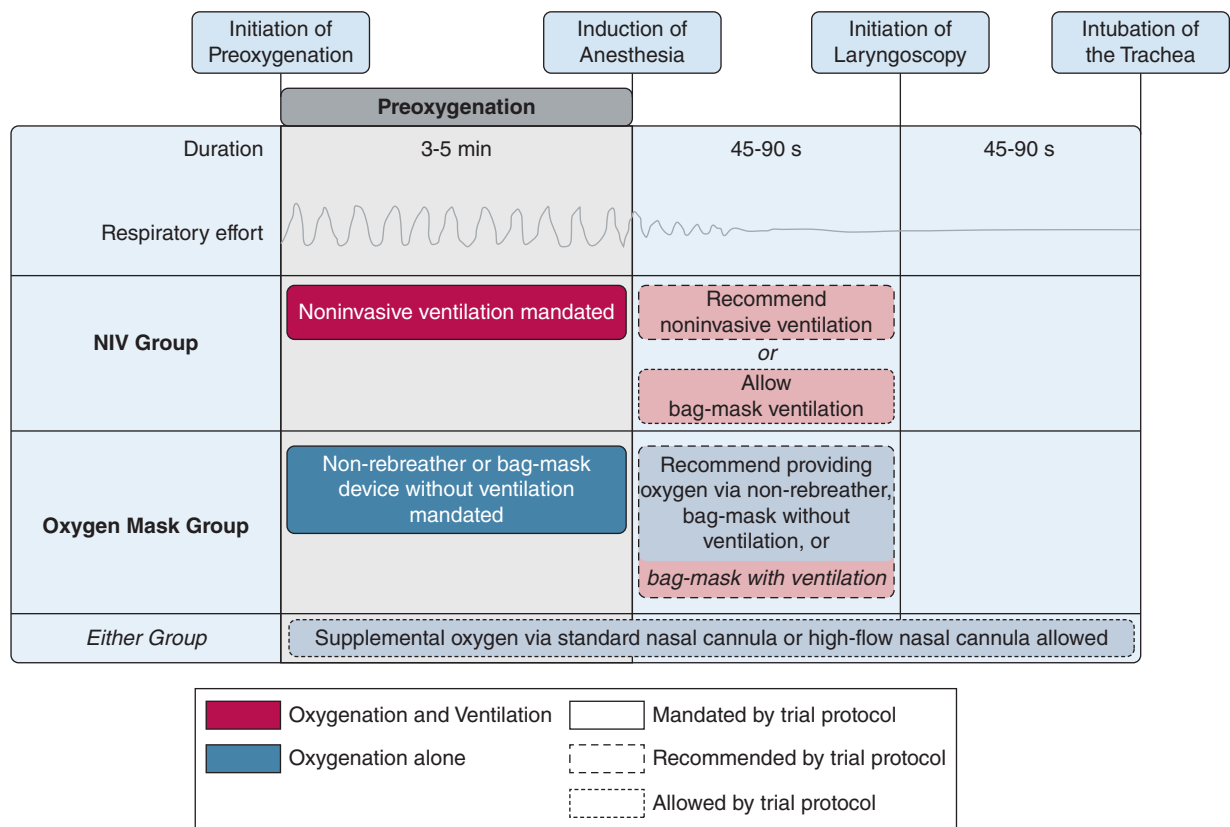 Initiation of
Preoxygenation
Induction of
Anesthesia
Initiation of
Laryngoscopy
Intubation of
the Trachea
Preoxygenation
Duration
3-5 min
45-90 s
45-90 s
Respiratory effort
NIV Group
Noninvasive ventilation mandated
Recommend
noninvasive ventilation
or
Allow
bag-mask ventilation
Oxygen Mask Group
Non-rebreather or bag-mask
device without ventilation
mandated
Recommend providing
oxygen via non-rebreather,
bag-mask without
ventilation, or
bag-mask with ventilation
Either Group
Supplemental oxygen via standard nasal cannula or high-flow nasal cannula allowed
Oxygenation and Ventilation
Oxygenation alone
Mandated by trial protocol
Recommended by trial protocol
Allowed by trial protocol